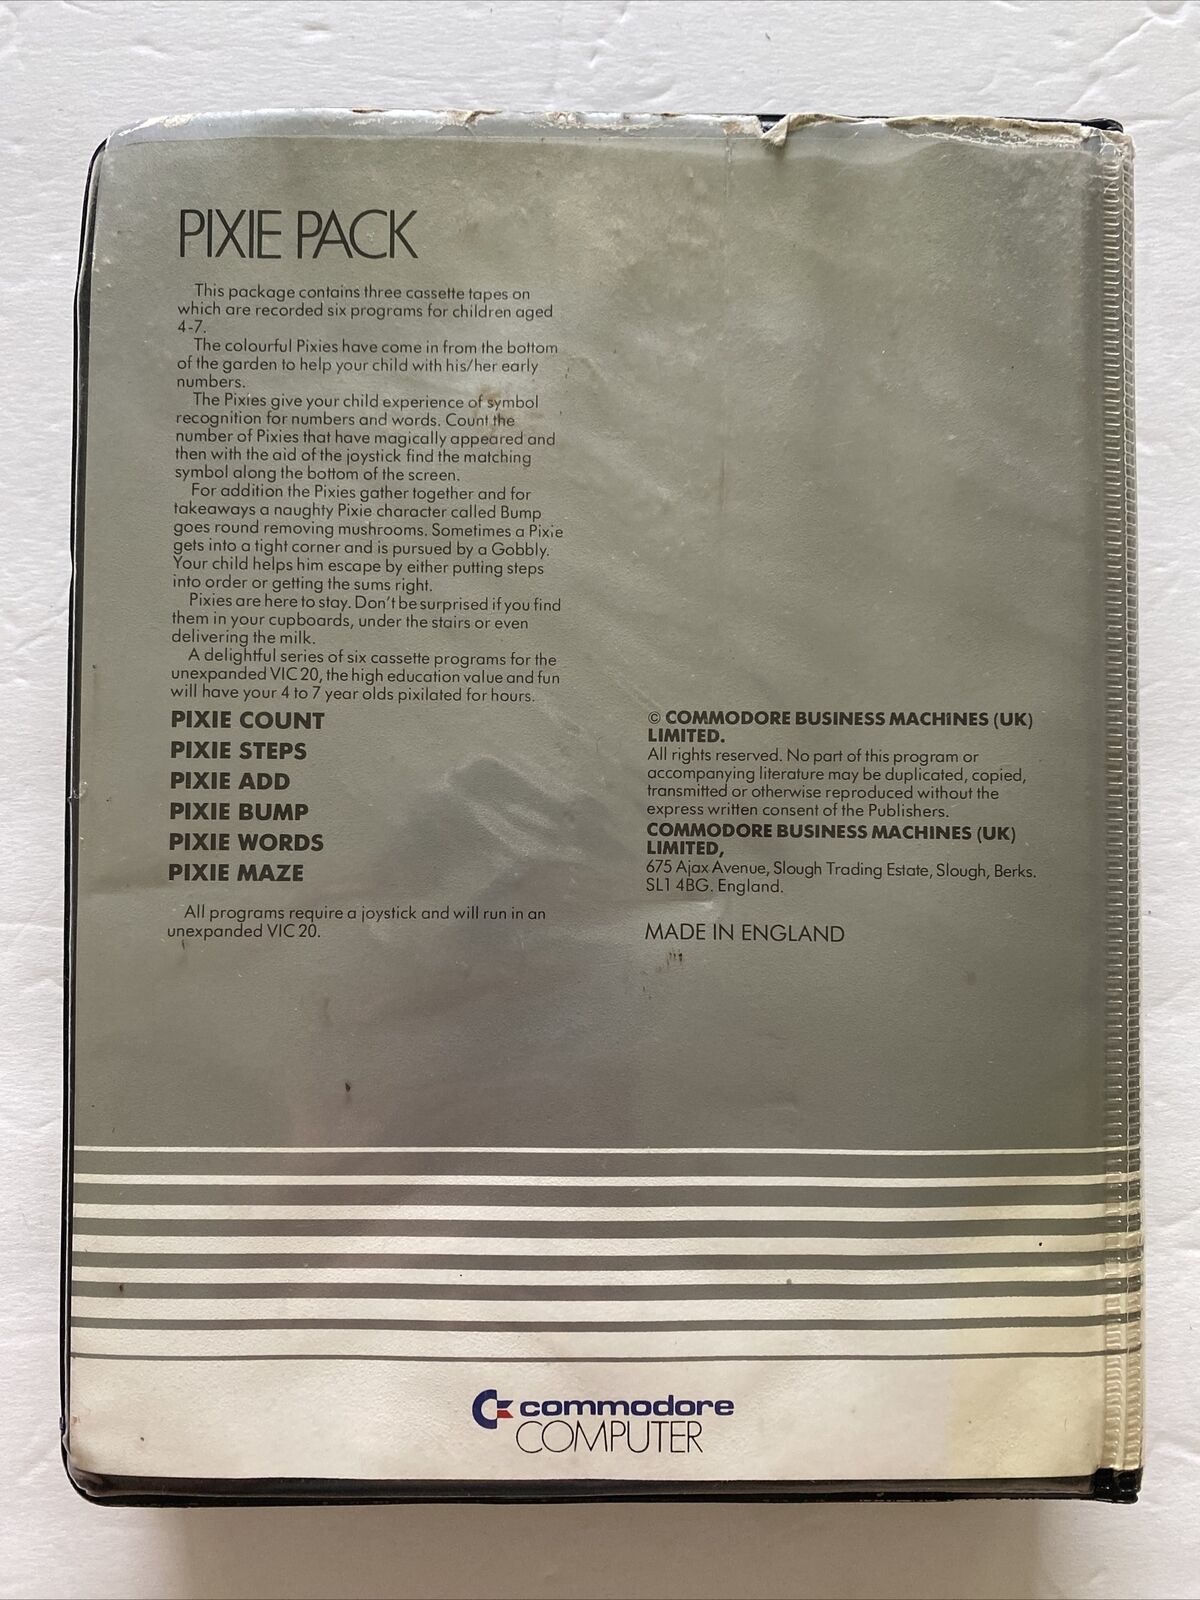 PIXIE PACK
This package contains three cassette tapes on
which are recorded six programs for children aged
4-7.
The colourful Pixies have come in from the bottom
of the garden to help your child with his/her early
numbers.
The Pixies give your child experience of symbol
recognition for numbers and words. Count the
number of Pixies that have magically appeared and
then with the aid of the joystick find the matching
symbol along the bottom of the screen.
For addition the Pixies gather together and for
takeaways a naughty Pixie character called Bump
goes round removing mushrooms. Sometimes a Pixie
gets into a tight corner and is pursued by a Gobbly.
Your child helps him escape by either putting steps
into order or getting the sums right.
Pixies are here to stay. Don't be surprised if you find
them in your cupboards, under the stairs or even
delivering the milk.
A delightful series of six cassette programs for the
unexpanded VIC 20, the high education value and fun
will have your 4 to 7 year olds pixilated for hours.
PIXIE COUNT
PIXIE STEPS
PIXIE ADD
PIXIE BUMP
PIXIE WORDS
PIXIE MAZE
All programs require a joystick and will run in an
unexpanded VIC 20.
© COMMODORE BUSINESS MACHINES (UK)
LIMITED.
All rights reserved. No part of this program or
accompanying literature may be duplicated, copied,
transmitted or otherwise reproduced without the
express written consent of the Publishers.
COMMODORE BUSINESS MACHINES (UK)
LIMITED,
675 Ajax Avenue, Slough Trading Estate, Slough, Berks.
SL1 4BG. England.
MADE IN ENGLAND
commodore
COMPUTER